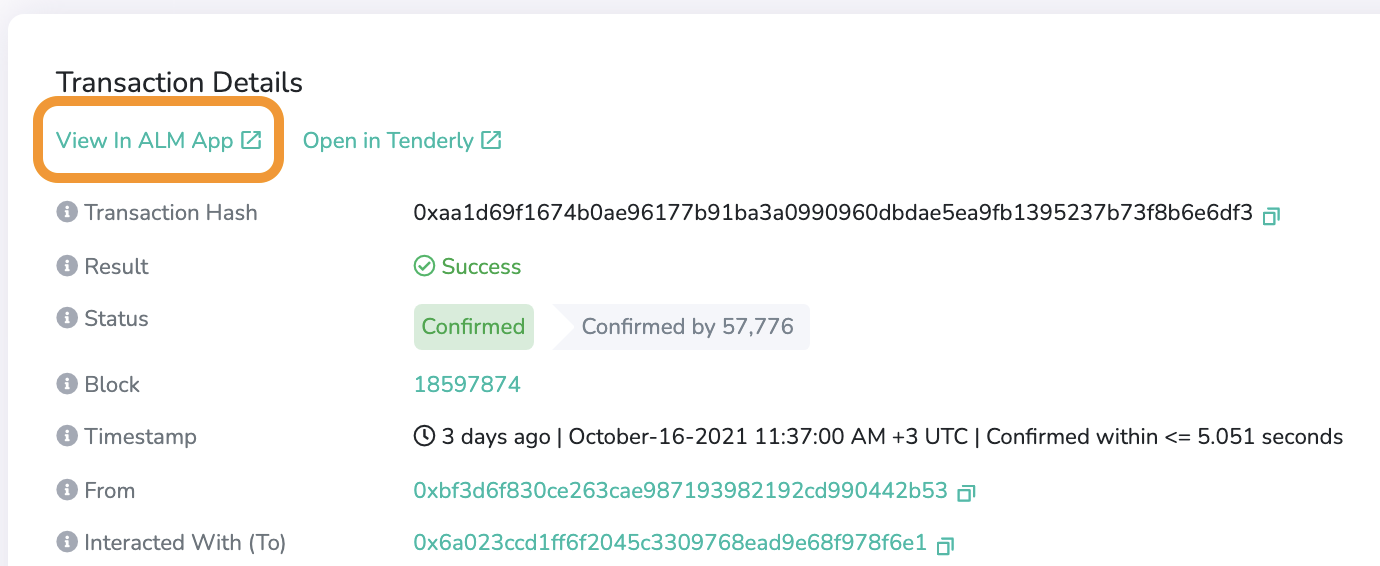 Transaction Details
View In ALM App Open in Tenderly
Transaction Hash 0xaa1d69f1674b0ae96177b91ba3a0990960dbdae5ea9fb1395237b73f8b6e6df3
Result Success
Status Confirmed Confirmed by 57,776
Block 18597874
Timestamp 3 days ago | October-16-2021 11:37:00 AM +3 UTC | Confirmed within <= 5.051 seconds
From 0xbf3d6f830ce263cae987193982192cd990442b53
Interacted With (To) 0x6a023ccd1ff6f2045c3309768ead9e68f978f6e1